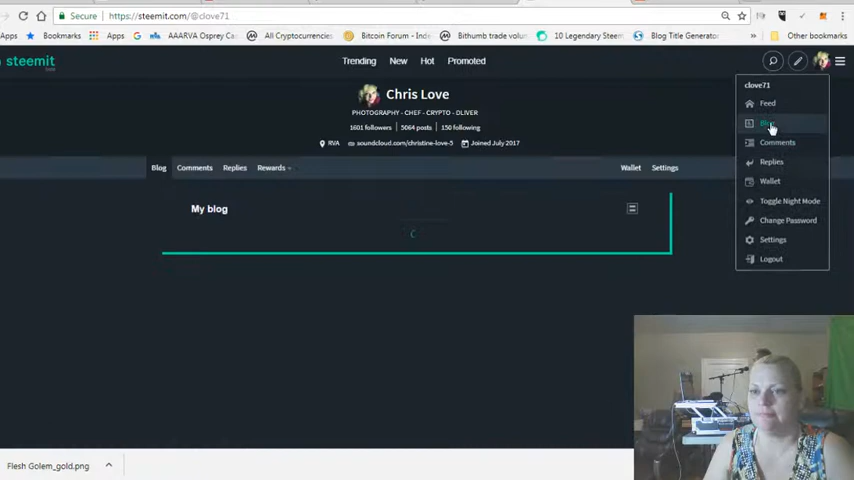 Secure https://steemit.com/@clove71
Apps Bookmarks Apps AAARVA Osprey Ca All Cryptocurrencies Bitcoin Forum - Inde Bithumb trade volum 10 Legendary Steem Blog Title Generator Other bookmarks
steemit Trending New Hot Promoted
clove71
Chris Love
PHOTOGRAPHY - CHEF - CRYPTO - DLIVER
1601 followers 5064 posts 150 following
RVA soundcloud.com/christine-love-5 Joined July 2017
Blog Comments Replies Rewards Wallet Settings
My blog
Feed
Comments
Replies
Wallet
Toggle Night Mode
Change Password
Settings
Logout
Flesh Golem_gold.png